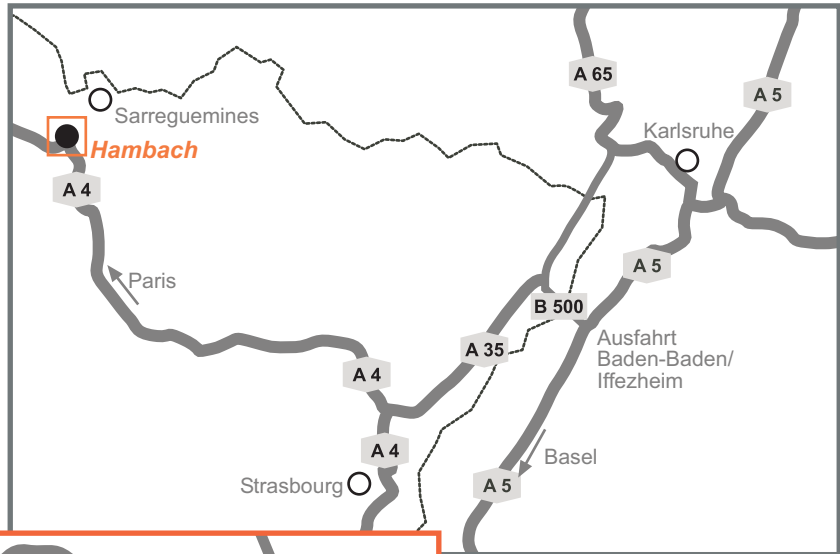 A 65
A 5
Sarreguemines
Karlsruhe
Hambach
A 4
A 5
Paris
B 500
Ausfahrt
Baden-Baden/
Iffezheim
A 35
A 4
A 4
Basel
Strasbourg
A 5